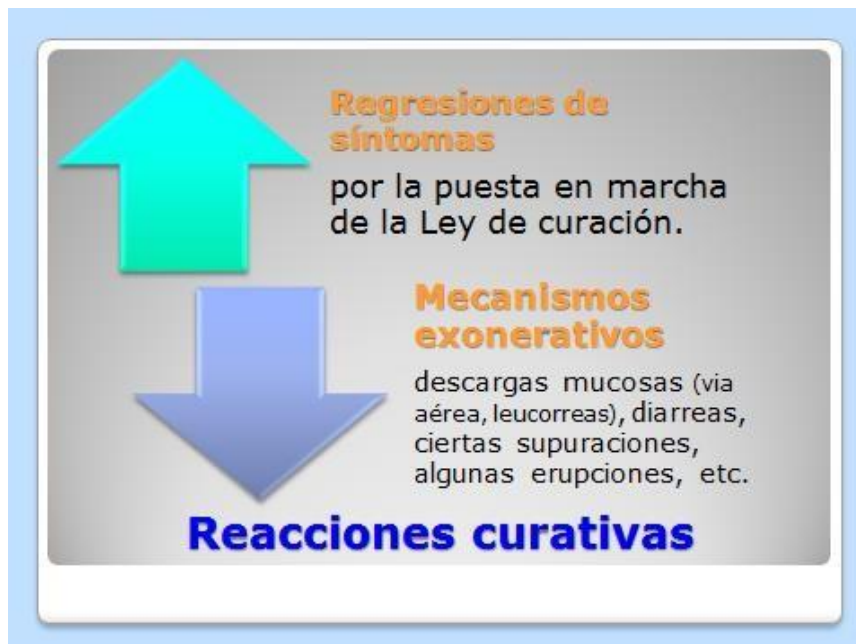 Regresiones de
síntomas
por la puesta en marcha
de la Ley de curación.
Mecanismos
exonerativos
descargas mucosas (via
aérea, leucorreas), diarreas,
ciertas supuraciones,
algunas erupciones, etc.
Reacciones curativas